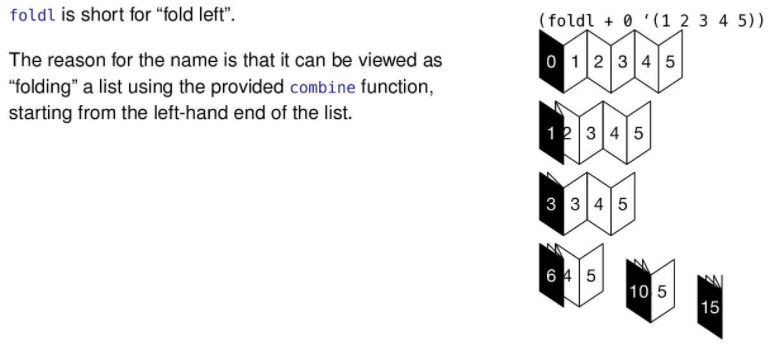 foldl is short for “fold left”.
The reason for the name is that it can be viewed as
“folding” a list using the provided combine function,
starting from the left-hand end of the list.
(foldl + 0 ‘(1 2 3 4 5))
0 1 2 3 4 5
1 2 3 4 5
3 3 4 5
6 4 5
10 5
15